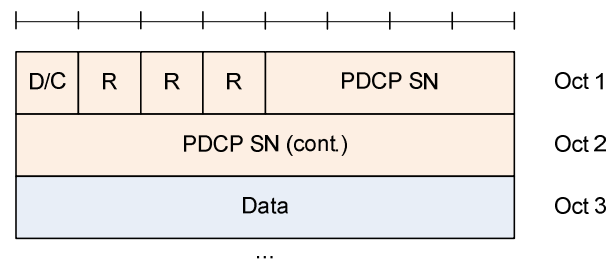 D/C R R R PDCP SN Oct 1
PDCP SN (cont.) Oct 2
Data Oct 3
...